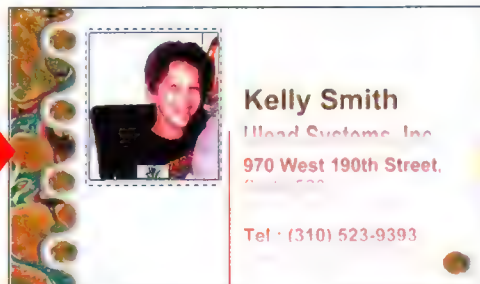 Kelly Smith
Ulead Systems, Inc
970 West 190th Street,
Tel : (310) 523-9393